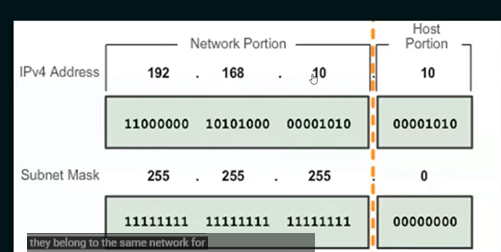 Network Portion
Host
Portion
IPv4 Address 192 . 168 . 10 . 10
11000000 10101000 00001010 00001010
Subnet Mask 255 . 255 . 255 . 0
11111111 11111111 11111111 00000000
they belong to the same network for